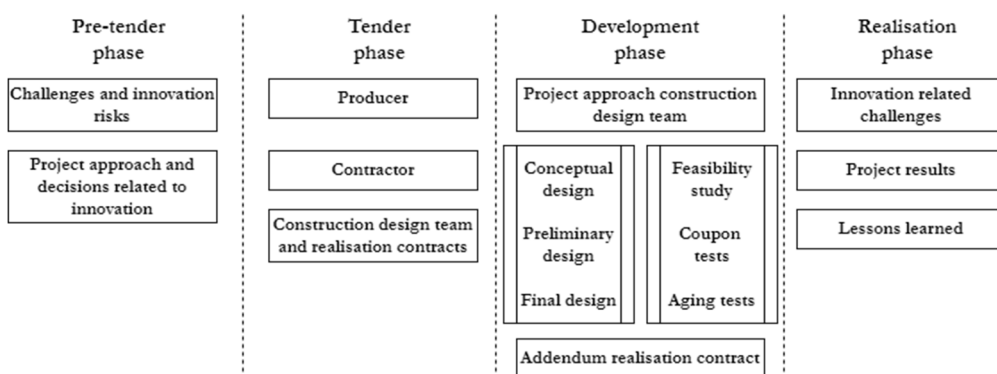 Pre-tender
phase
Challenges and innovation
risks
Project approach and
decisions related to
innovation
Tender
phase
Producer
Contractor
Construction design team
and realisation contracts
Development
phase
Project approach construction
design team
Conceptual
design
Preliminary
design
Final design
Feasibility
study
Coupon
tests
Aging tests
Addendum realisation contract
Realisation
phase
Innovation related
challenges
Project results
Lessons learned